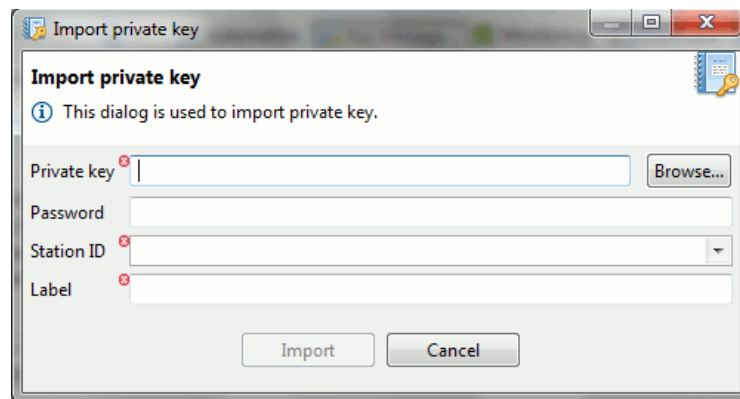 Import private key
Import private key
This dialog is used to import private key.
Private key
Browse...
Password
Station ID
Label
Import
Cancel